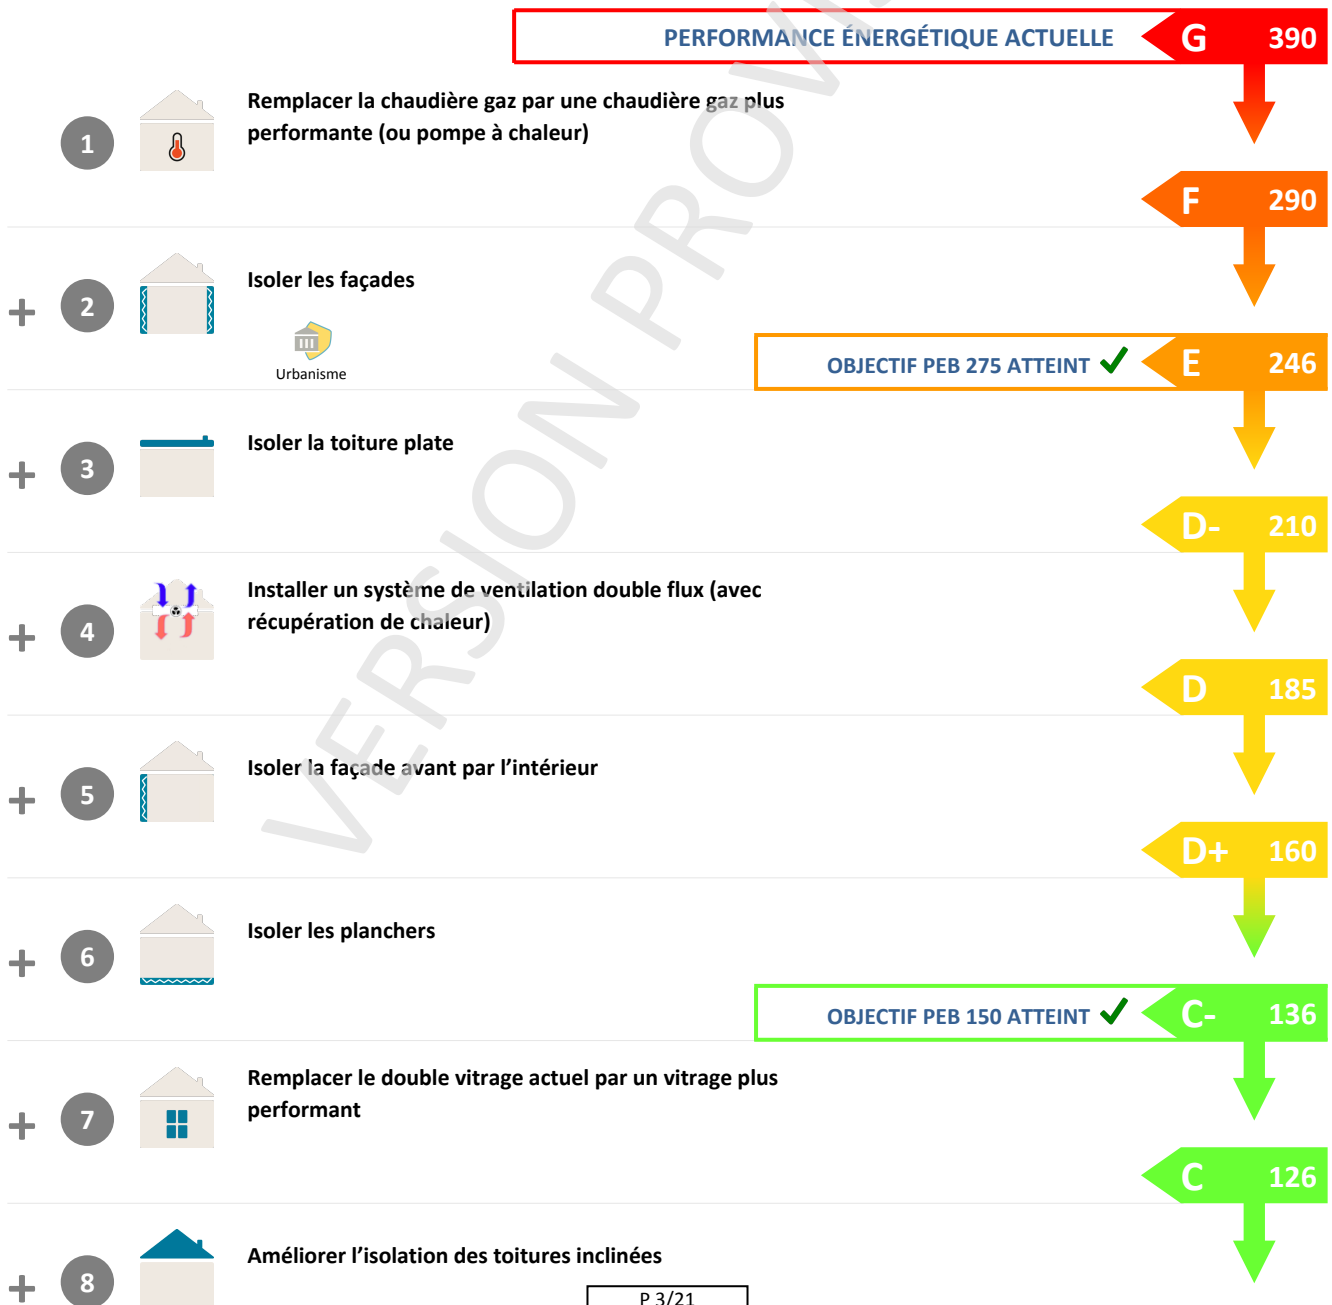 PERFORMANCE ÉNERGÉTIQUE ACTUELLE G 390
1 Remplacer la chaudière gaz par une chaudière gaz plus
performante (ou pompe à chaleur)
F 290
+ 2 Isoler les façades
Urbanisme
OBJECTIF PEB 275 ATTEINT E 246
+ 3 Isoler la toiture plate
D- 210
+ 4 Installer un système de ventilation double flux (avec
récupération de chaleur)
D 185
+ 5 Isoler la façade avant par l’intérieur
D+ 160
+ 6 Isoler les planchers
OBJECTIF PEB 150 ATTEINT C- 136
+ 7 Remplacer le double vitrage actuel par un vitrage plus
performant
C 126
+ 8 Améliorer l’isolation des toitures inclinées
P 3/21
VERSION PROVIS